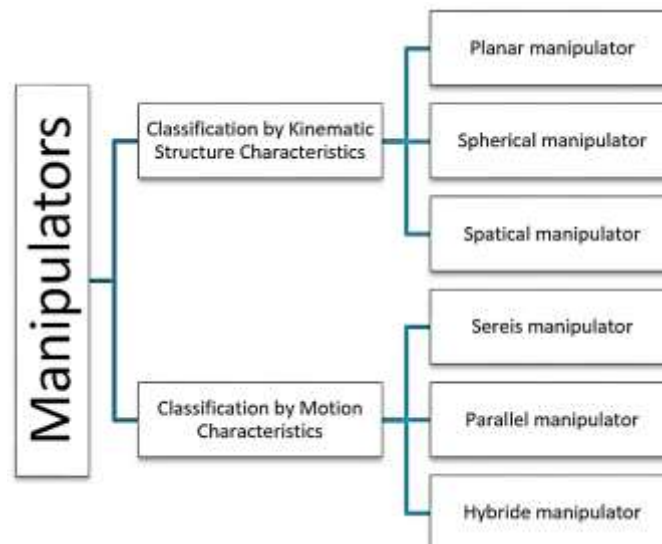 Manipulators
Classification by Kinematic
Structure Characteristics
Planar manipulator
Spherical manipulator
Spatical manipulator
Classification by Motion
Characteristics
Sereis manipulator
Parallel manipulator
Hybride manipulator